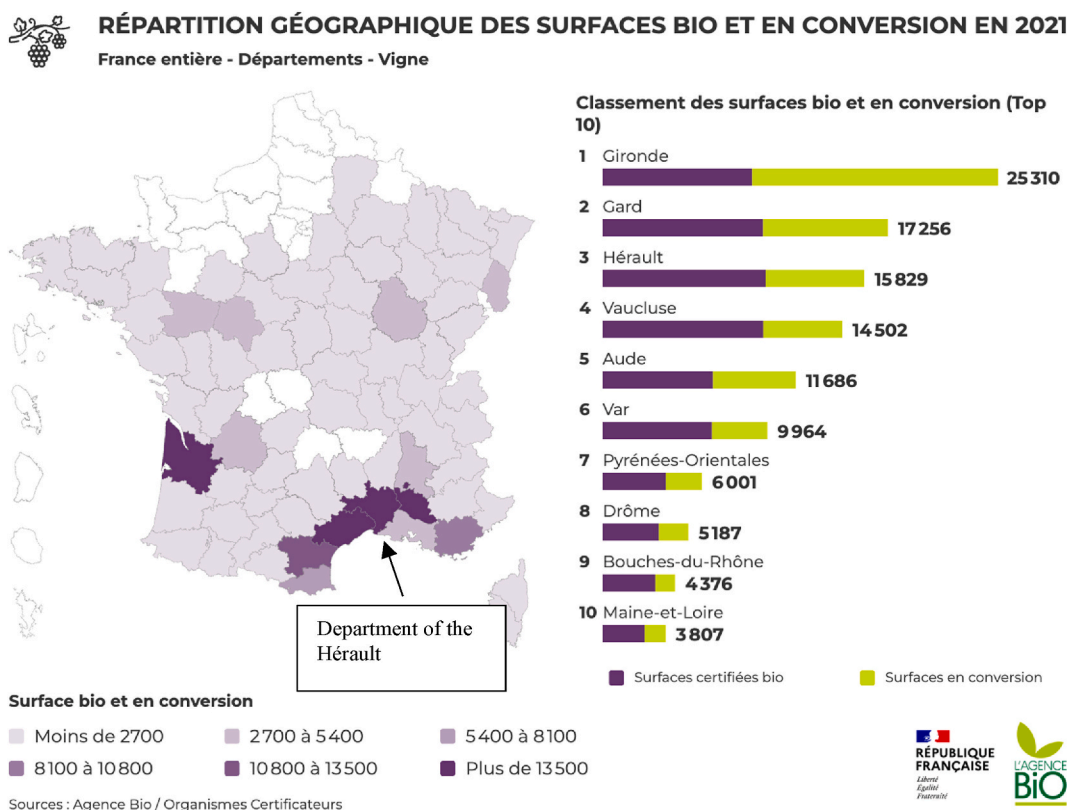 RÉPARTITION GÉOGRAPHIQUE DES SURFACES BIO ET EN CONVERSION EN 2021
France entière - Départements - Vigne
Classement des surfaces bio et en conversion (Top
10)
1 Gironde
25 310
2 Gard
17 256
3 Hérault
15 829
4 Vaucluse
14 502
5 Aude
11 686
6 Var
9 964
7 Pyrénées-Orientales
6 001
8 Drôme
5 187
9 Bouches-du-Rhône
4 376
10 Maine-et-Loire
3 807
Surfaces certifiées bio
Surfaces en conversion
Department of the
Hérault
Surface bio et en conversion
Moins de 2700
2 700 à 5 400
5 400 à 8 100
8 100 à 10 800
10 800 à 13 500
Plus de 13 500
Sources : Agence Bio / Organismes Certificateurs
RÉPUBLIQUE
FRANÇAISE
Liberté
Égalité
Fraternité
L'AGENCE
BiO